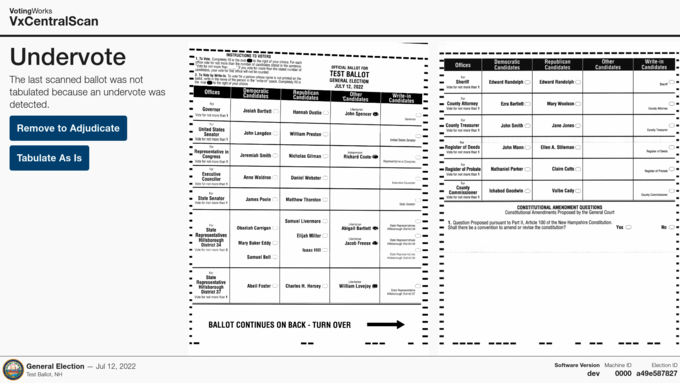 VotingWorks
VxCentralScan
Undervote
The last scanned ballot was not
tabulated because an undervote was
detected.
Remove to Adjudicate
Tabulate As Is
INSTRUCTIONS TO VOTERS
OFFICIAL BALLOT FOR
TEST BALLOT
GENERAL ELECTION
JULY 12, 2022
Offices
Democratic Candidates
Republican Candidates
Other Candidates
Write-in Candidates
For
Governor
Vote for not more than 1
Josiah Bartlett
Hannah Dustin
John Spencer
For
United States Senator
Vote for not more than 1
John Langdon
William Preston
For
Representative in Congress
Vote for not more than 1
Jeremiah Smith
Nicholas Gilman
Richard Coote
For
Executive Councilor
Vote for not more than 1
Anne Waldron
Daniel Webster
For
State Senator
Vote for not more than 1
James Poole
Matthew Thornton
For
State Representatives Hillsborough District 34
Obadiah Carrigan
Mary Baker Eddy
Samuel Bell
Samuel Livermore
Elijah Miller
Isaac Hill
Abigail Bartlett
Jacob Freese
For
State Representatives Hillsborough District 37
Vote for not more than 1
Abeil Foster
Charles H. Hersey
William Lovejoy
BALLOT CONTINUES ON BACK - TURN OVER
Offices
Democratic Candidates
Republican Candidates
Other Candidates
Write-in Candidates
For
Sheriff
Vote for not more than 1
Edward Randolph
Edward Randolph
Sheriff
For
County Attorney
Vote for not more than 1
Ezra Bartlett
Mary Woolson
County Attorney
For
County Treasurer
Vote for not more than 1
John Smith
Jane Jones
County Treasurer
For
Register of Deeds
Vote for not more than 1
John Mann
Ellen A. Stileman
Register of Deeds
For
Register of Probate
Vote for not more than 1
Nathaniel Parker
Claire Cutts
Register of Probate
For
County Commissioner
Vote for not more than 1
Ichabod Goodwin
Valbe Cady
County Commissioner
CONSTITUTIONAL AMENDMENT QUESTIONS
Constitutional Amendments Proposed by the General Court
1. Question Proposed pursuant to Part II, Article 100 of the New Hampshire Constitution.
Shall there be a convention to amend or revise the constitution?
Yes
No
General Election — Jul 12, 2022
Test Ballot, NH
Software Version
dev
Machine ID
0000
Election ID
a49e587827